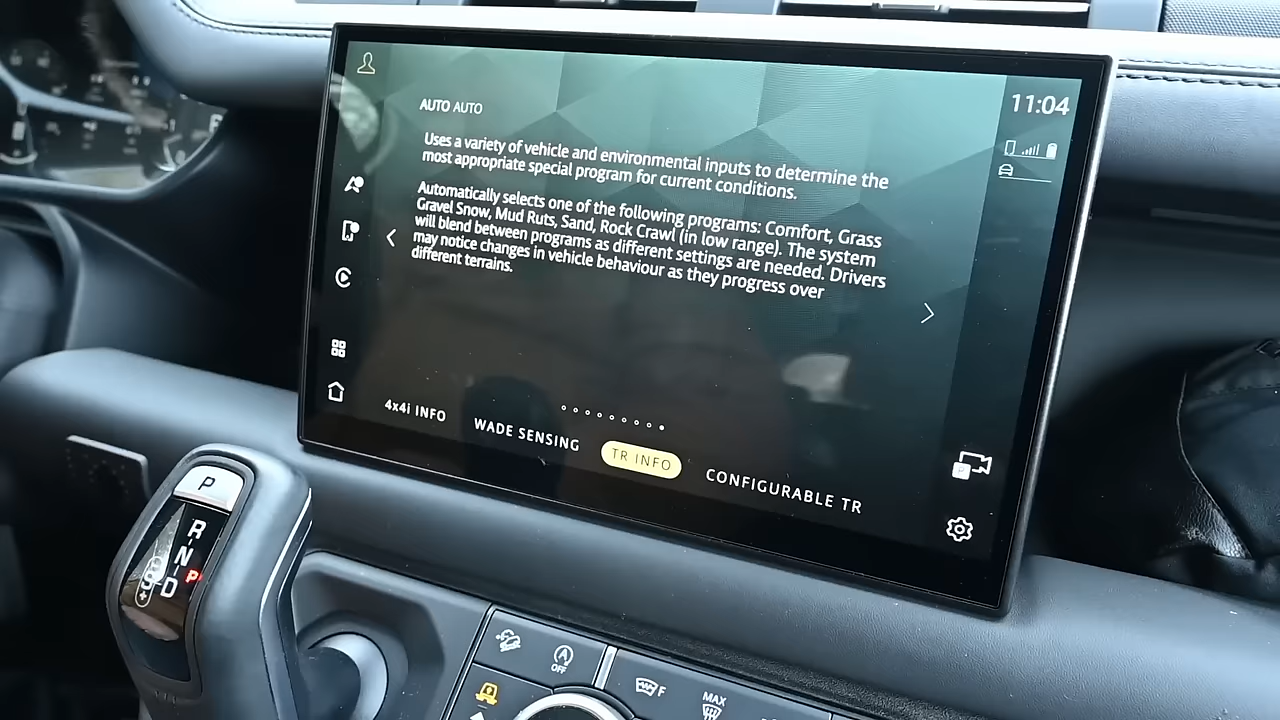 11:04
AUTO AUTO
Uses a variety of vehicle and environmental inputs to determine the
most appropriate special program for current conditions.
Automatically selects one of the following programs: Comfort, Grass
Gravel Snow, Mud Ruts, Sand, Rock Crawl (in low range). The system
will blend between programs as different settings are needed. Drivers
may notice changes in vehicle behaviour as they progress over
different terrains.
4x4i INFO
WADE SENSING
TR INFO
CONFIGURABLE TR
P
P
R
N
D
P
OFF
F
MAX